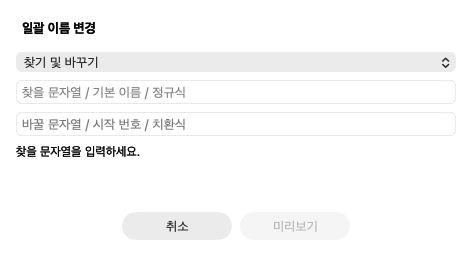 일괄 이름 변경
찾기 및 바꾸기
찾을 문자열 / 기본 이름 / 정규식
바꿀 문자열 / 시작 번호 / 치환식
찾을 문자열을 입력하세요.
취소
미리보기